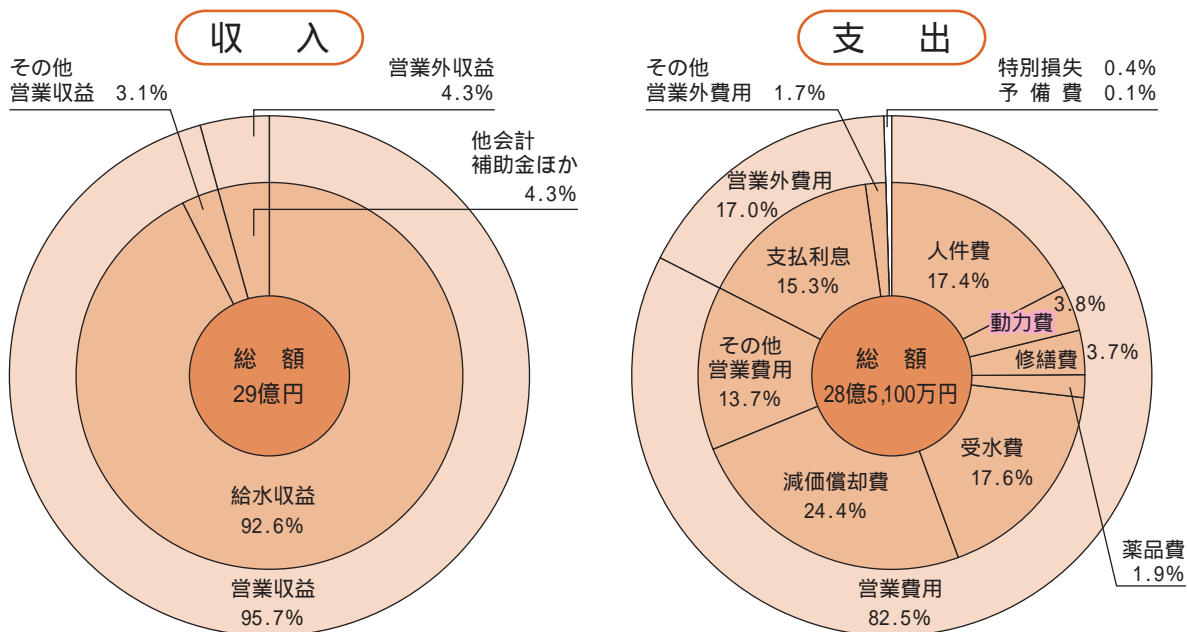 収 入
その他
営業収益 3.1%
営業外収益
4.3%
他会計
補助金ほか
4.3%
総 額
29億円
給水収益
92.6%
営業収益
95.7%
支 出
その他
営業外費用 1.7%
特別損失 0.4%
予 備 費 0.1%
営業外費用
17.0%
支払利息
15.3%
人件費
17.4%
3.8%
動力費
修繕費 3.7%
その他
営業費用
13.7%
総 額
28億5,100万円
受水費
17.6%
減価償却費
24.4%
薬品費
1.9%
営業費用
82.5%